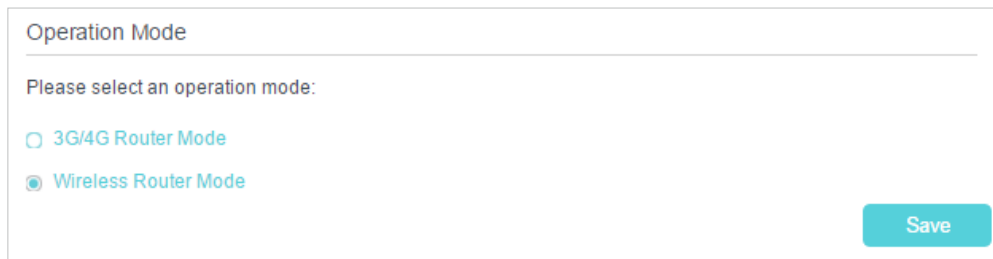 Operation Mode
Please select an operation mode:
3G/4G Router Mode
Wireless Router Mode
Save